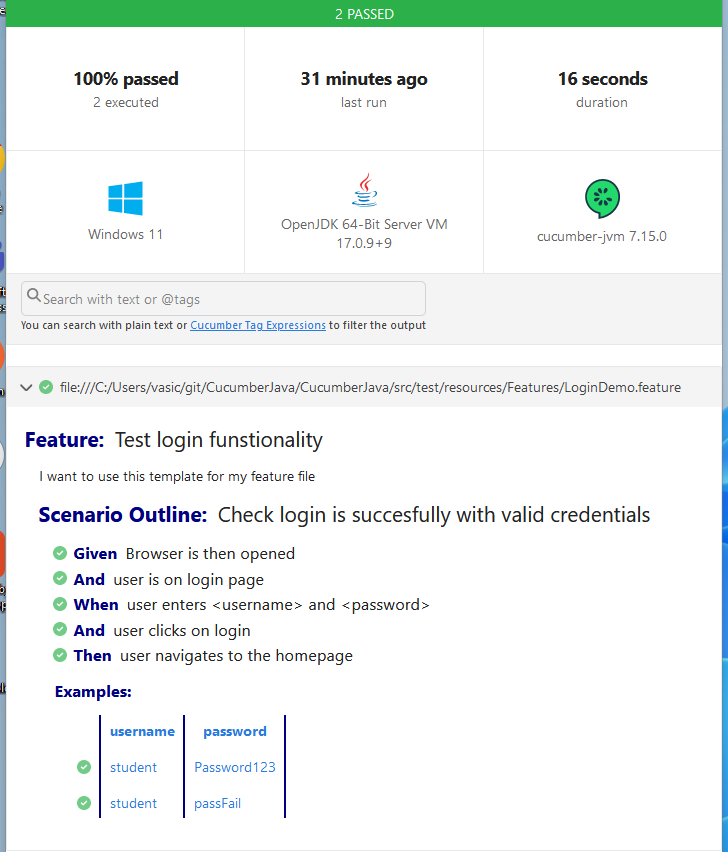 2 PASSED
100% passed
2 executed
31 minutes ago
last run
16 seconds
duration
Windows 11
OpenJDK 64-Bit Server VM
17.0.9+9
cucumber-jvm 7.15.0
Search with text or @tags
You can search with plain text or Cucumber Tag Expressions to filter the output
file:///C:/Users/vasic/git/CucumberJava/CucumberJava/src/test/resources/Features/LoginDemo.feature
Feature: Test login funstionality
I want to use this template for my feature file
Scenario Outline: Check login is succesfully with valid credentials
Given Browser is then opened
And user is on login page
When user enters <username> and <password>
And user clicks on login
Then user navigates to the homepage
Examples:
username password
student Password123
student passFail